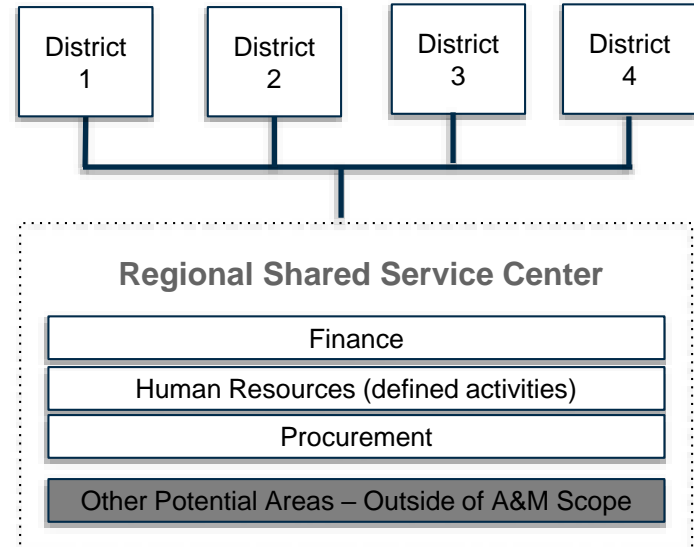 District
1
District
2
District
3
District
4
Regional Shared Service Center
Finance
Human Resources (defined activities)
Procurement
Other Potential Areas – Outside of A&M Scope